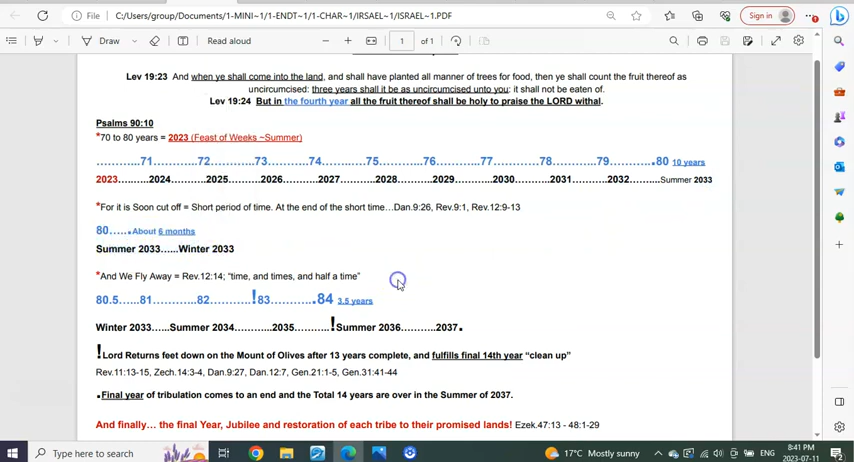 File
C:/Users/group/Documents/1-MINI~1/1-ENDT~1/1-CHAR~1/IRSAEL~1/ISRAEL~1.PDF
Sign in
Draw
Read aloud
1 of 1
Lev 19:23 And when ye shall come into the land, and shall have planted all manner of trees for food, then ye shall count the fruit thereof as
uncircumcised: three years shall it be as uncircumcised unto you: it shall not be eaten of.
Lev 19:24 But in the fourth year all the fruit thereof shall be holy to praise the LORD withal.
Psalms 90:10
*70 to 80 years = 2023 (Feast of Weeks ~Summer)
………...71...........72...........73...........74...........75...........76...........77...........78...........79...........80 10 years
2023…....2024……...2025……...2026……...2027……...2028……...2029……...2030……...2031……...2032…......Summer 2033
*For it is Soon cut off = Short period of time. At the end of the short time…Dan.9:26, Rev.9:1, Rev.12:9-13
80…...About 6 months
Summer 2033…...Winter 2033
*And We Fly Away = Rev.12:14; “time, and times, and half a time”
80.5…...81...........82...........!83...........84 3.5 years
Winter 2033…...Summer 2034………...2035………..!Summer 2036………..2037.
!Lord Returns feet down on the Mount of Olives after 13 years complete, and fulfills final 14th year “clean up”
Rev.11:13-15, Zech.14:3-4, Dan.9:27, Dan.12:7, Gen.21:1-5, Gen.31:41-44
.Final year of tribulation comes to an end and the Total 14 years are over in the Summer of 2037.
And finally… the final Year, Jubilee and restoration of each tribe to their promised lands! Ezek.47:13 - 48:1-29
Type here to search
17°C Mostly sunny
ENG
8:41 PM
2023-07-11